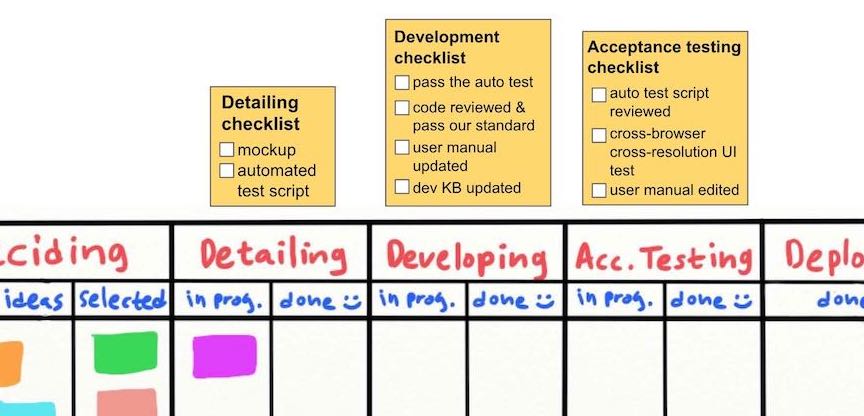 Detailing
checklist
mockup
automated
test script
Development
checklist
pass the auto test
code reviewed &
pass our standard
user manual
updated
dev KB updated
Acceptance testing
checklist
auto test script
reviewed
cross-browser
cross-resolution UI
test
user manual edited
ciding
Detailing
Developing
Acc. Testing
Deplo
ideas
selected
in prog.
done
in prog.
done
in prog.
done
done